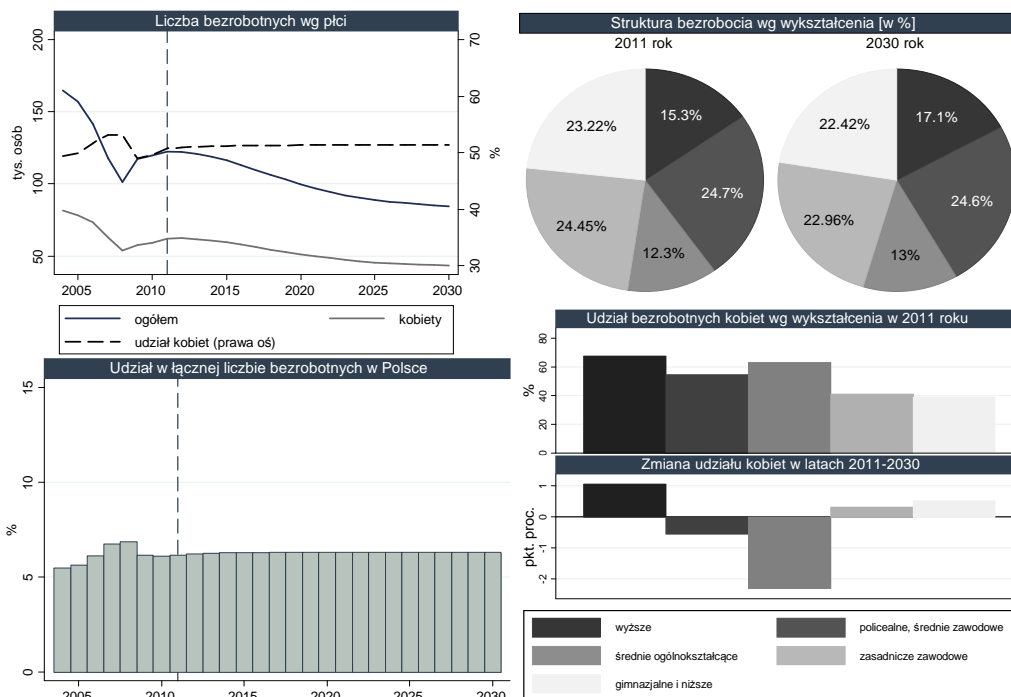 Liczba bezrobotnych wg płci
200
150
100
50
tys. osób
70
60
50
40
30
%
2005 2010 2015 2020 2025 2030
ogółem kobiety
udział kobiet (prawa oś)
Udział w łącznej liczbie bezrobotnych w Polsce
15
10
5
0
%
2005 2010 2015 2020 2025 2030
Struktura bezrobocia wg wykształcenia [w %]
2011 rok 2030 rok
23.22% 15.3% 22.42% 17.1%
24.7% 24.6%
24.45% 22.96%
12.3% 13%
Udział bezrobotnych kobiet wg wykształcenia w 2011 roku
80
60
40
20
0
%
Zmiana udziału kobiet w latach 2011-2030
1
0
-1
-2
pkt. proc.
wyższe policealne, średnie zawodowe
średnie ogólnokształcące zasadnicze zawodowe
gimnazjalne i niższe